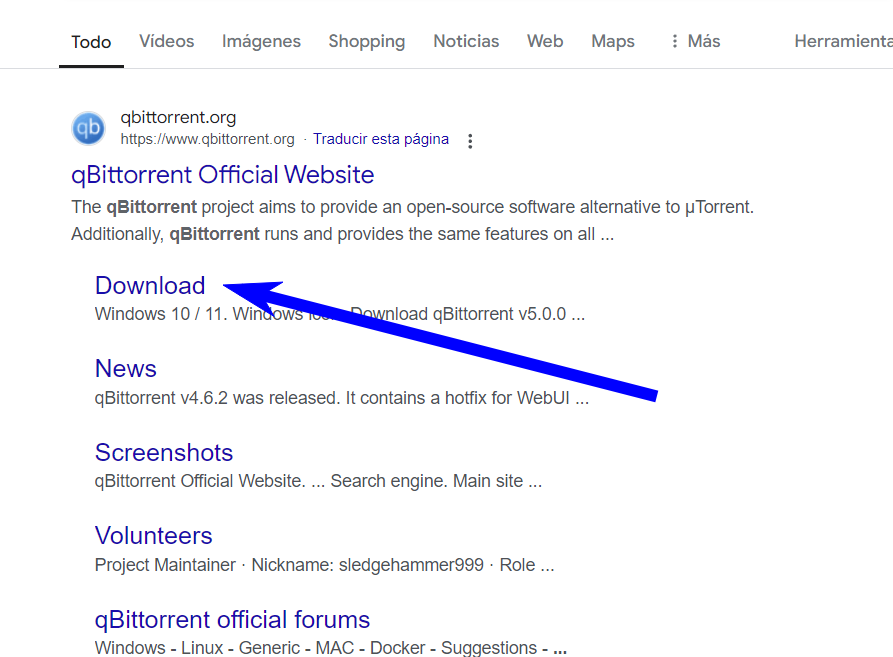 Todo Vídeos Imágenes Shopping Noticias Web Maps Más Herramienta
qb
qbittorrent.org
https://www.qbittorrent.org · Traducir esta página
qBittorrent Official Website
The qBittorrent project aims to provide an open-source software alternative to µTorrent.
Additionally, qBittorrent runs and provides the same features on all ...
Download
Windows 10 / 11. Windows Download qBittorrent v5.0.0 ...
News
qBittorrent v4.6.2 was released. It contains a hotfix for WebUI ...
Screenshots
qBittorrent Official Website. ... Search engine. Main site ...
Volunteers
Project Maintainer · Nickname: sledgehammer999 · Role ...
qBittorrent official forums
Windows - Linux - Generic - MAC - Docker - Suggestions - ...